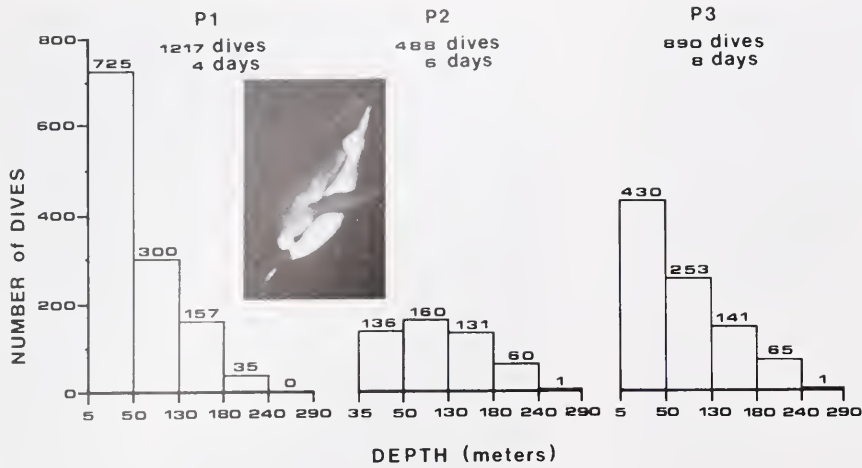 P1
1217 dives
4 days
P2
488 dives
6 days
P3
890 dives
8 days
NUMBER of DIVES
800
600
400
200
0
725
300
157
35
0
5 50 130 180 240 290
136
160
131
60
1
35 50 130 180 240 290
430
253
141
65
1
5 50 130 180 240 290
DEPTH (meters)